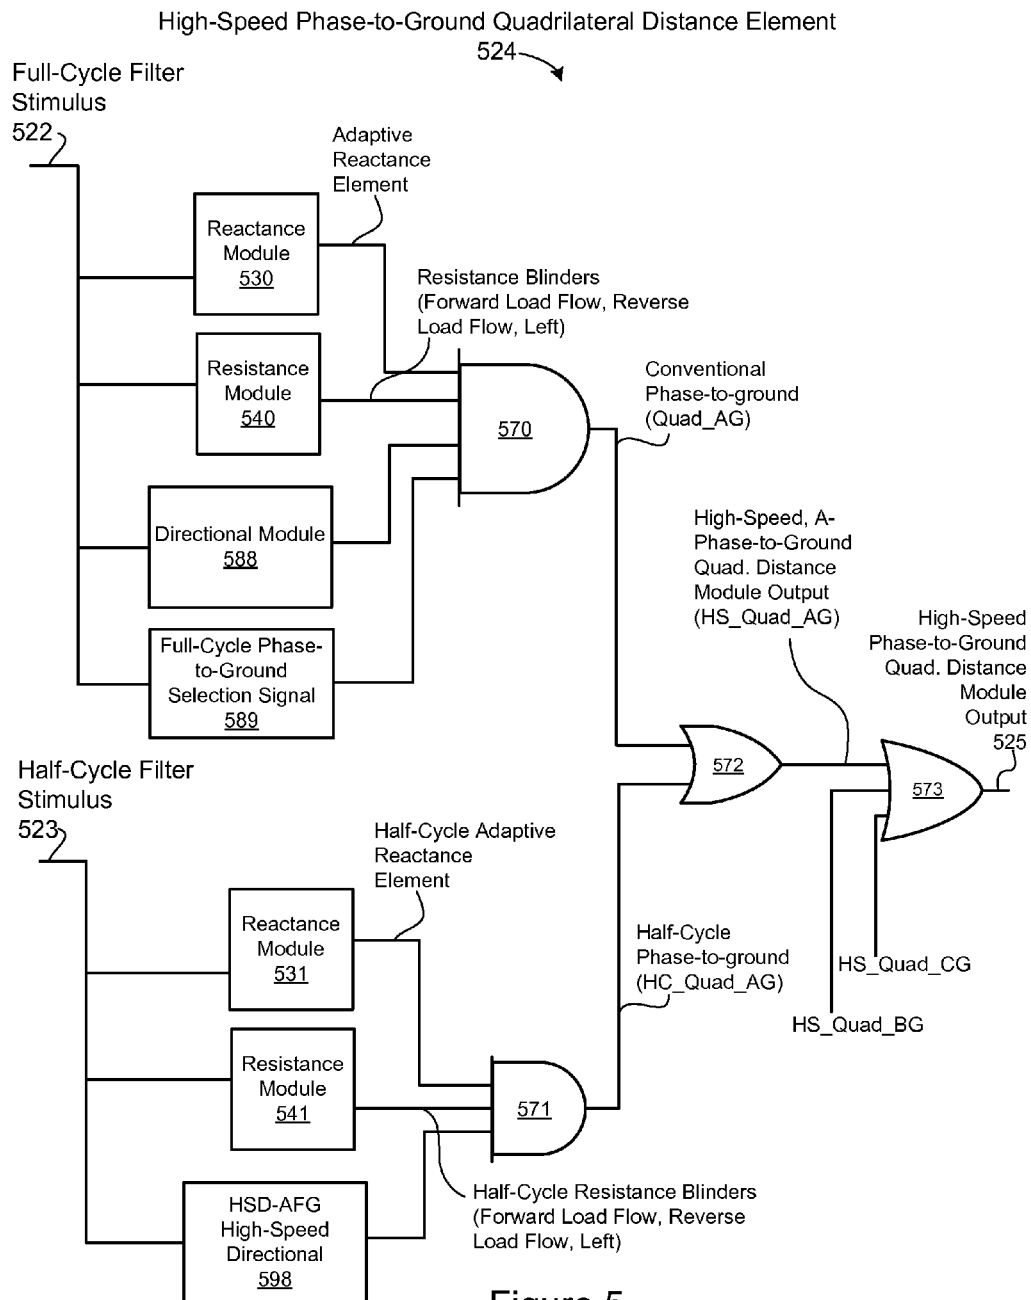 High-Speed Phase-to-Ground Quadrilateral Distance Element
524
Full-Cycle Filter
Stimulus
522
Adaptive
Reactance
Element
Reactance
Module
530
Resistance Blinders
(Forward Load Flow, Reverse
Load Flow, Left)
Resistance
Module
540
570
Conventional
Phase-to-ground
(Quad_AG)
Directional Module
588
High-Speed, A-
Phase-to-Ground
Quad. Distance
Module Output
(HS_Quad_AG)
Full-Cycle Phase-
to-Ground
Selection Signal
589
High-Speed
Phase-to-Ground
Quad. Distance
Module
Output
525
572
573
Half-Cycle Filter
Stimulus
523
Half-Cycle Adaptive
Reactance
Element
Reactance
Module
531
Half-Cycle
Phase-to-ground
(HC_Quad_AG)
HS_Quad_CG
HS_Quad_BG
Resistance
Module
541
571
Half-Cycle Resistance Blinders
(Forward Load Flow, Reverse
Load Flow, Left)
HSD-AFG
High-Speed
Directional
598
Figure 5